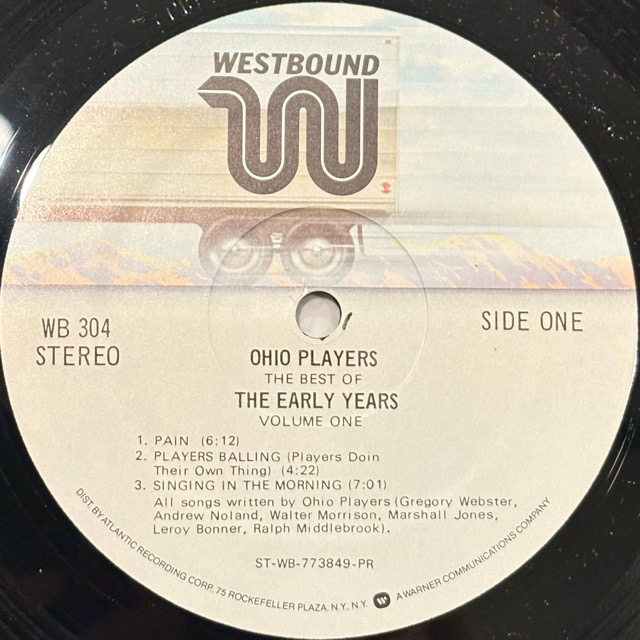 WESTBOUND
WB 304
STEREO
SIDE ONE
OHIO PLAYERS
THE BEST OF
THE EARLY YEARS
VOLUME ONE
1. PAIN (6:12)
2. PLAYERS BALLING (Players Doin
Their Own Thing) (4:22)
3. SINGING IN THE MORNING (7:01)
All songs written by Ohio Players (Gregory Webster,
Andrew Noland, Walter Morrison, Marshall Jones,
Leroy Bonner, Ralph Middlebrook).
ST-WB-773849-PR
DIST BY ATLANTIC RECORDING CORP. 75 ROCKEFELLER PLAZA, N.Y., N.Y. A WARNER COMMUNICATIONS COMPANY